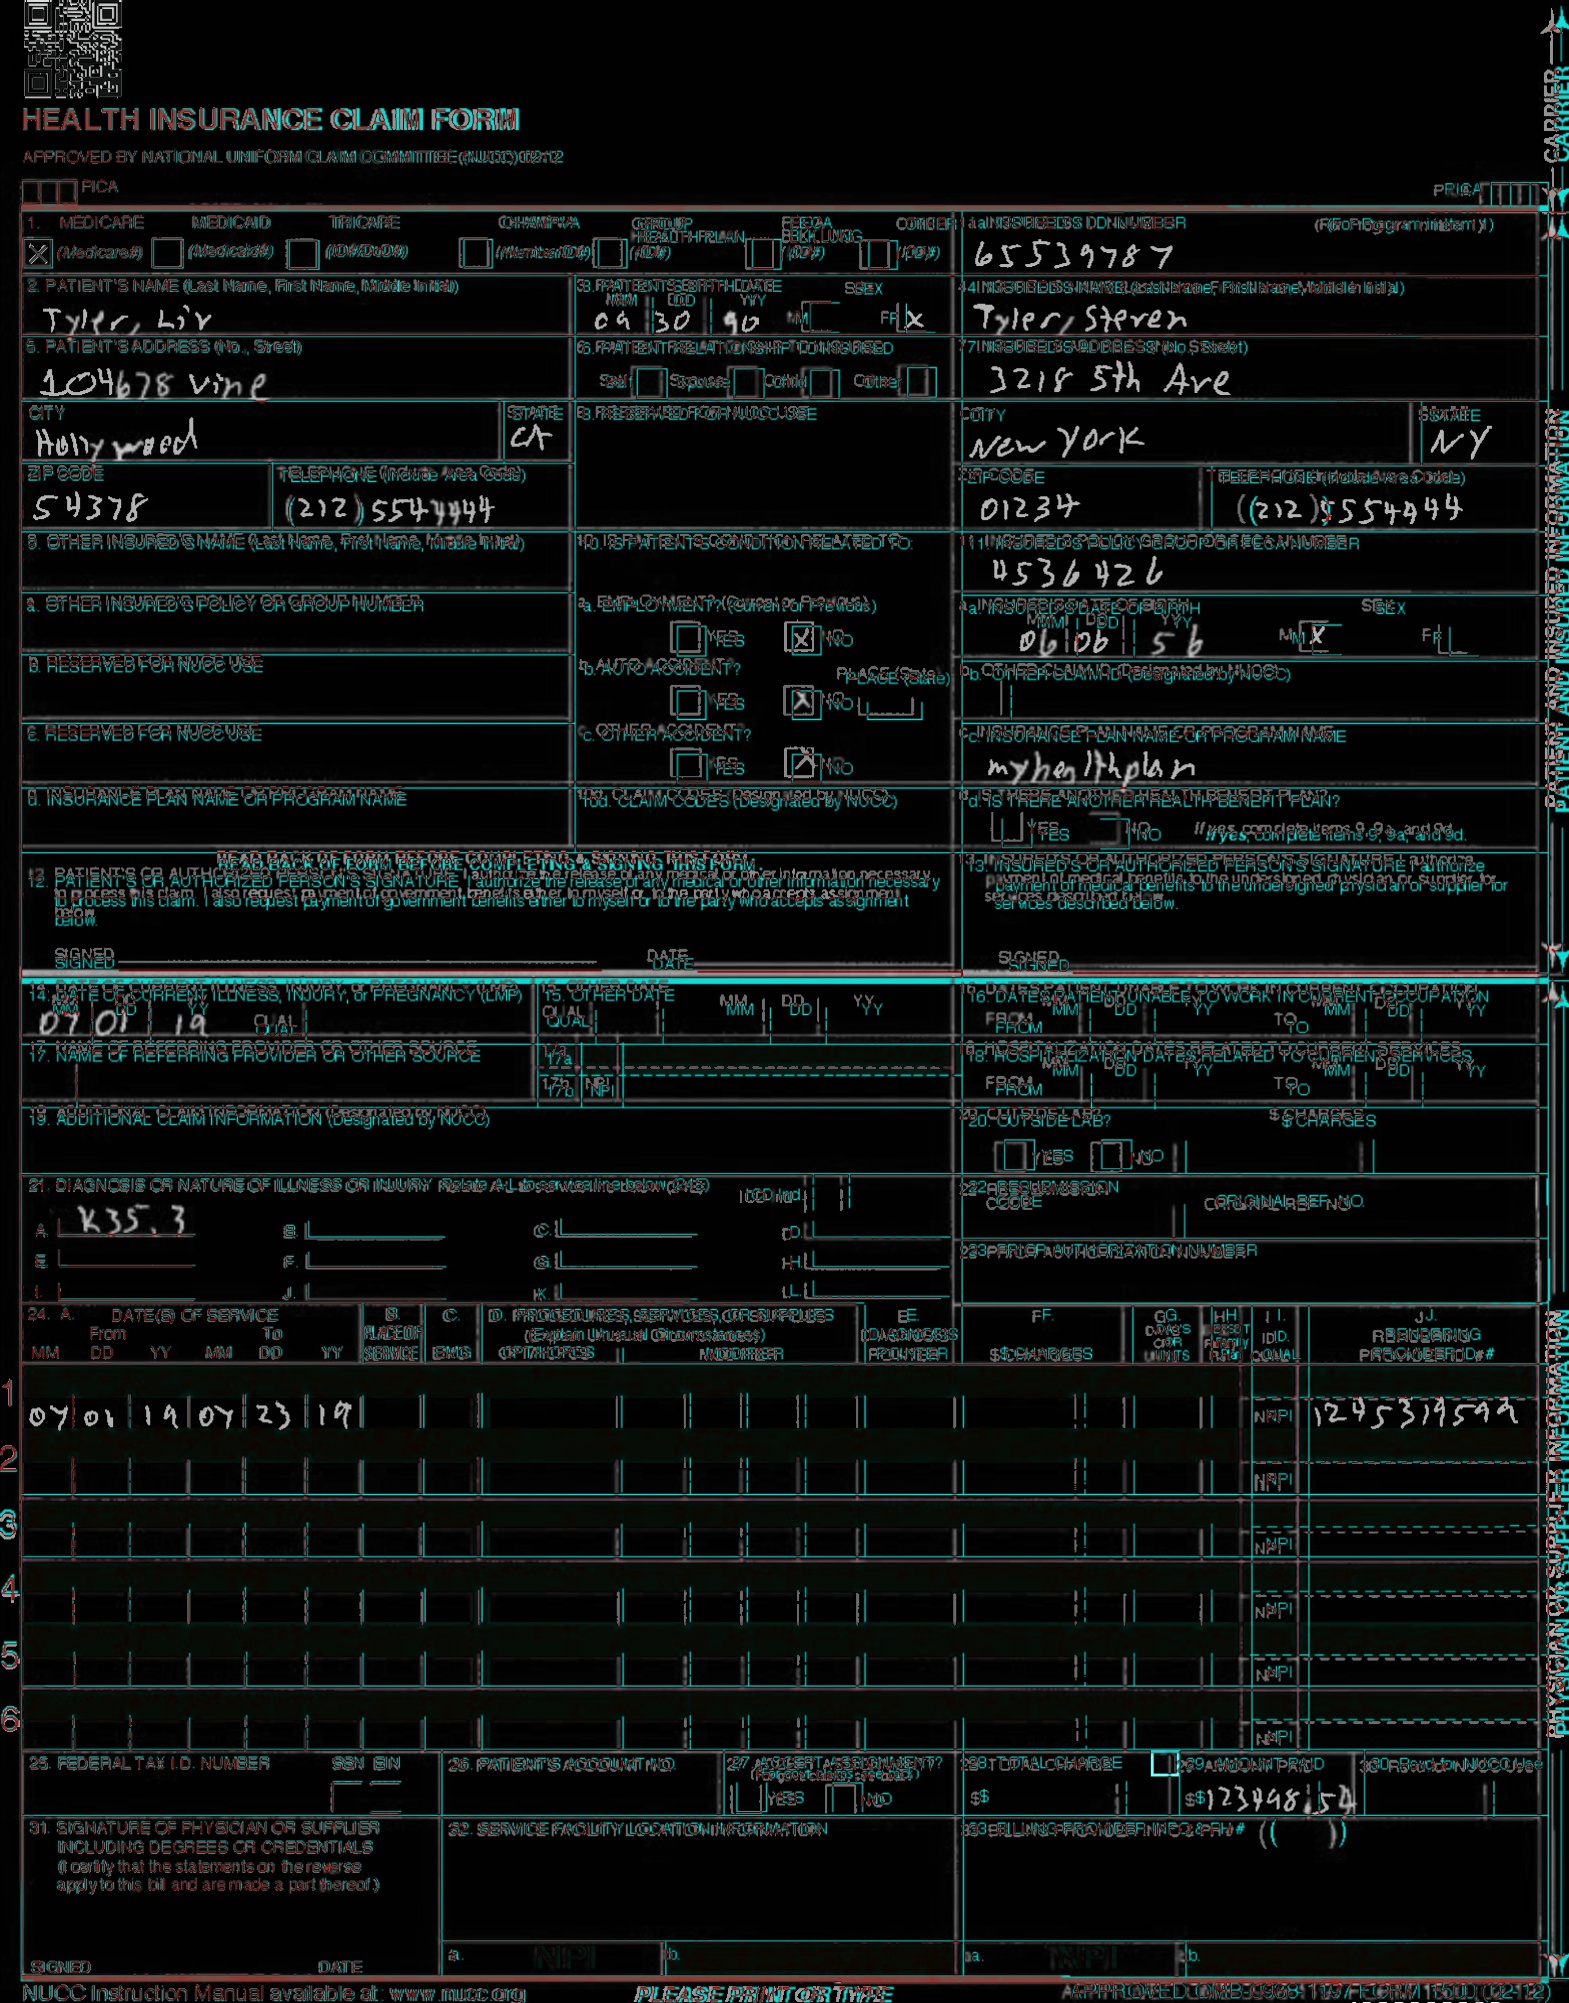 HEALTH INSURANCE CLAIM FORM
APPROVED BY NATIONAL UNIFORM CLAIM COMMITTEE (NUCC) 02/12
PICA
PICA
CARRIER
1. MEDICARE MEDICAID TRICARE CHAMPVA GROUP HEALTH PLAN FECA BLK LUNG OTHER
X (Medicare#) (Medicaid#) (ID#/DoD#) (Member ID#) (ID#) (ID#) (ID#)
1a. INSURED'S I.D. NUMBER (For Program in Item 1)
65539787
2. PATIENT'S NAME (Last Name, First Name, Middle Initial)
Tyler, Liv
3. PATIENT'S BIRTH DATE SEX
MM DD YY
09 30 90 M F X
4. INSURED'S NAME (Last Name, First Name, Middle Initial)
Tyler, Steven
5. PATIENT'S ADDRESS (No., Street)
104678 vine
6. PATIENT RELATIONSHIP TO INSURED
Self Spouse Child Other
7. INSURED'S ADDRESS (No., Street)
3218 5th Ave
CITY STATE
Hollywood CA
8. RESERVED FOR NUCC USE
CITY STATE
New York NY
ZIP CODE TELEPHONE (Include Area Code)
54378 (212) 5544444
ZIP CODE TELEPHONE (Include Area Code)
01234 (212) 5554444
9. OTHER INSURED'S NAME (Last Name, First Name, Middle Initial)
10. IS PATIENT'S CONDITION RELATED TO:
11. INSURED'S POLICY GROUP OR FECA NUMBER
4536426
a. OTHER INSURED'S POLICY OR GROUP NUMBER
a. EMPLOYMENT? (Current or Previous)
YES X NO
a. INSURED'S DATE OF BIRTH SEX
MM DD YY
06 06 56 M X F
b. RESERVED FOR NUCC USE
b. AUTO ACCIDENT? PLACE (State)
YES X NO
b. OTHER CLAIM ID (Designated by NUCC)
c. RESERVED FOR NUCC USE
c. OTHER ACCIDENT?
YES X NO
c. INSURANCE PLAN NAME OR PROGRAM NAME
myhealthplan
d. INSURANCE PLAN NAME OR PROGRAM NAME
10d. CLAIM CODES (Designated by NUCC)
d. IS THERE ANOTHER HEALTH BENEFIT PLAN?
YES NO If yes, complete items 9, 9a, and 9d.
READ BACK OF FORM BEFORE COMPLETING & SIGNING THIS FORM.
12. PATIENT'S OR AUTHORIZED PERSON'S SIGNATURE I authorize the release of any medical or other information necessary
to process this claim. I also request payment of government benefits either to myself or to the party who accepts assignment
below.
SIGNED DATE
13. INSURED'S OR AUTHORIZED PERSON'S SIGNATURE I authorize
payment of medical benefits to the undersigned physician or supplier for
services described below.
SIGNED
PATIENT AND INSURED INFORMATION
14. DATE OF CURRENT ILLNESS, INJURY, or PREGNANCY (LMP)
MM DD YY
07 01 19 QUAL.
15. OTHER DATE
QUAL. MM DD YY
16. DATES PATIENT UNABLE TO WORK IN CURRENT OCCUPATION
MM DD YY MM DD YY
FROM TO
17. NAME OF REFERRING PROVIDER OR OTHER SOURCE
17a.
17b. NPI
18. HOSPITALIZATION DATES RELATED TO CURRENT SERVICES
MM DD YY MM DD YY
FROM TO
19. ADDITIONAL CLAIM INFORMATION (Designated by NUCC)
20. OUTSIDE LAB? $ CHARGES
YES NO
21. DIAGNOSIS OR NATURE OF ILLNESS OR INJURY Relate A-L to service line below (24E) ICD Ind.
A. K35.3 B. C. D.
E. F. G. H.
I. J. K. L.
22. RESUBMISSION CODE ORIGINAL REF. NO.
23. PRIOR AUTHORIZATION NUMBER
24. A. DATE(S) OF SERVICE B. C. D. PROCEDURES, SERVICES, OR SUPPLIES E. F. G. H. I. J.
From To PLACE OF (Explain Unusual Circumstances) DIAGNOSIS DAYS OR ID. RENDERING
MM DD YY MM DD YY SERVICE EMG CPT/HCPCS MODIFIER POINTER $ CHARGES UNITS QUAL. PROVIDER ID. #
1
07 01 19 07 23 19 NPI 1245319599
2 NPI
3 NPI
4 NPI
5 NPI
6 NPI
25. FEDERAL TAX I.D. NUMBER SSN EIN
26. PATIENT'S ACCOUNT NO.
27. ACCEPT ASSIGNMENT?
YES NO
28. TOTAL CHARGE
$
29. AMOUNT PAID
$ 123498.54
30. Rsvd for NUCC Use
31. SIGNATURE OF PHYSICIAN OR SUPPLIER
INCLUDING DEGREES OR CREDENTIALS
(I certify that the statements on the reverse
apply to this bill and are made a part thereof.)
SIGNED DATE
32. SERVICE FACILITY LOCATION INFORMATION
a. NPI b.
33. BILLING PROVIDER INFO & PH # ( )
a. NPI b.
PHYSICIAN OR SUPPLIER INFORMATION
NUCC Instruction Manual available at: www.nucc.org
PLEASE PRINT OR TYPE